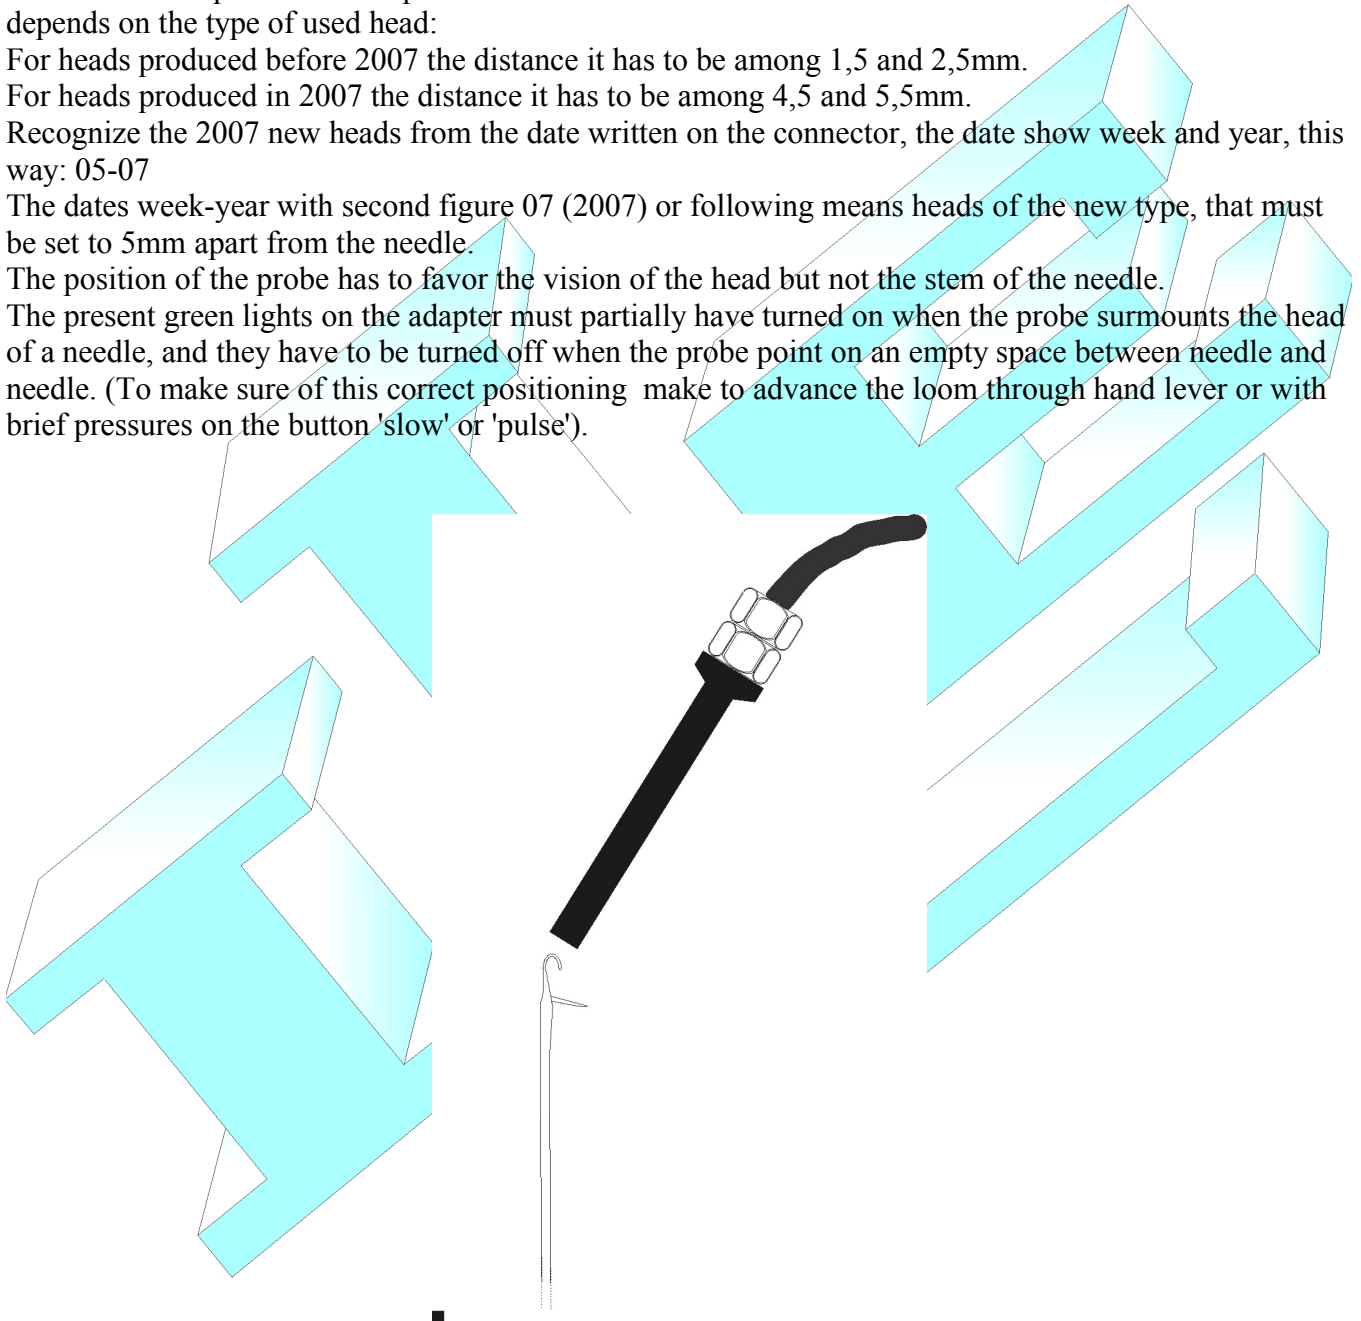 depends on the type of used head:
For heads produced before 2007 the distance it has to be among 1,5 and 2,5mm.
For heads produced in 2007 the distance it has to be among 4,5 and 5,5mm.
Recognize the 2007 new heads from the date written on the connector, the date show week and year, this
way: 05-07
The dates week-year with second figure 07 (2007) or following means heads of the new type, that must
be set to 5mm apart from the needle.
The position of the probe has to favor the vision of the head but not the stem of the needle.
The present green lights on the adapter must partially have turned on when the probe surmounts the head
of a needle, and they have to be turned off when the probe point on an empty space between needle and
needle. (To make sure of this correct positioning  make to advance the loom through hand lever or with
brief pressures on the button 'slow' or 'pulse').